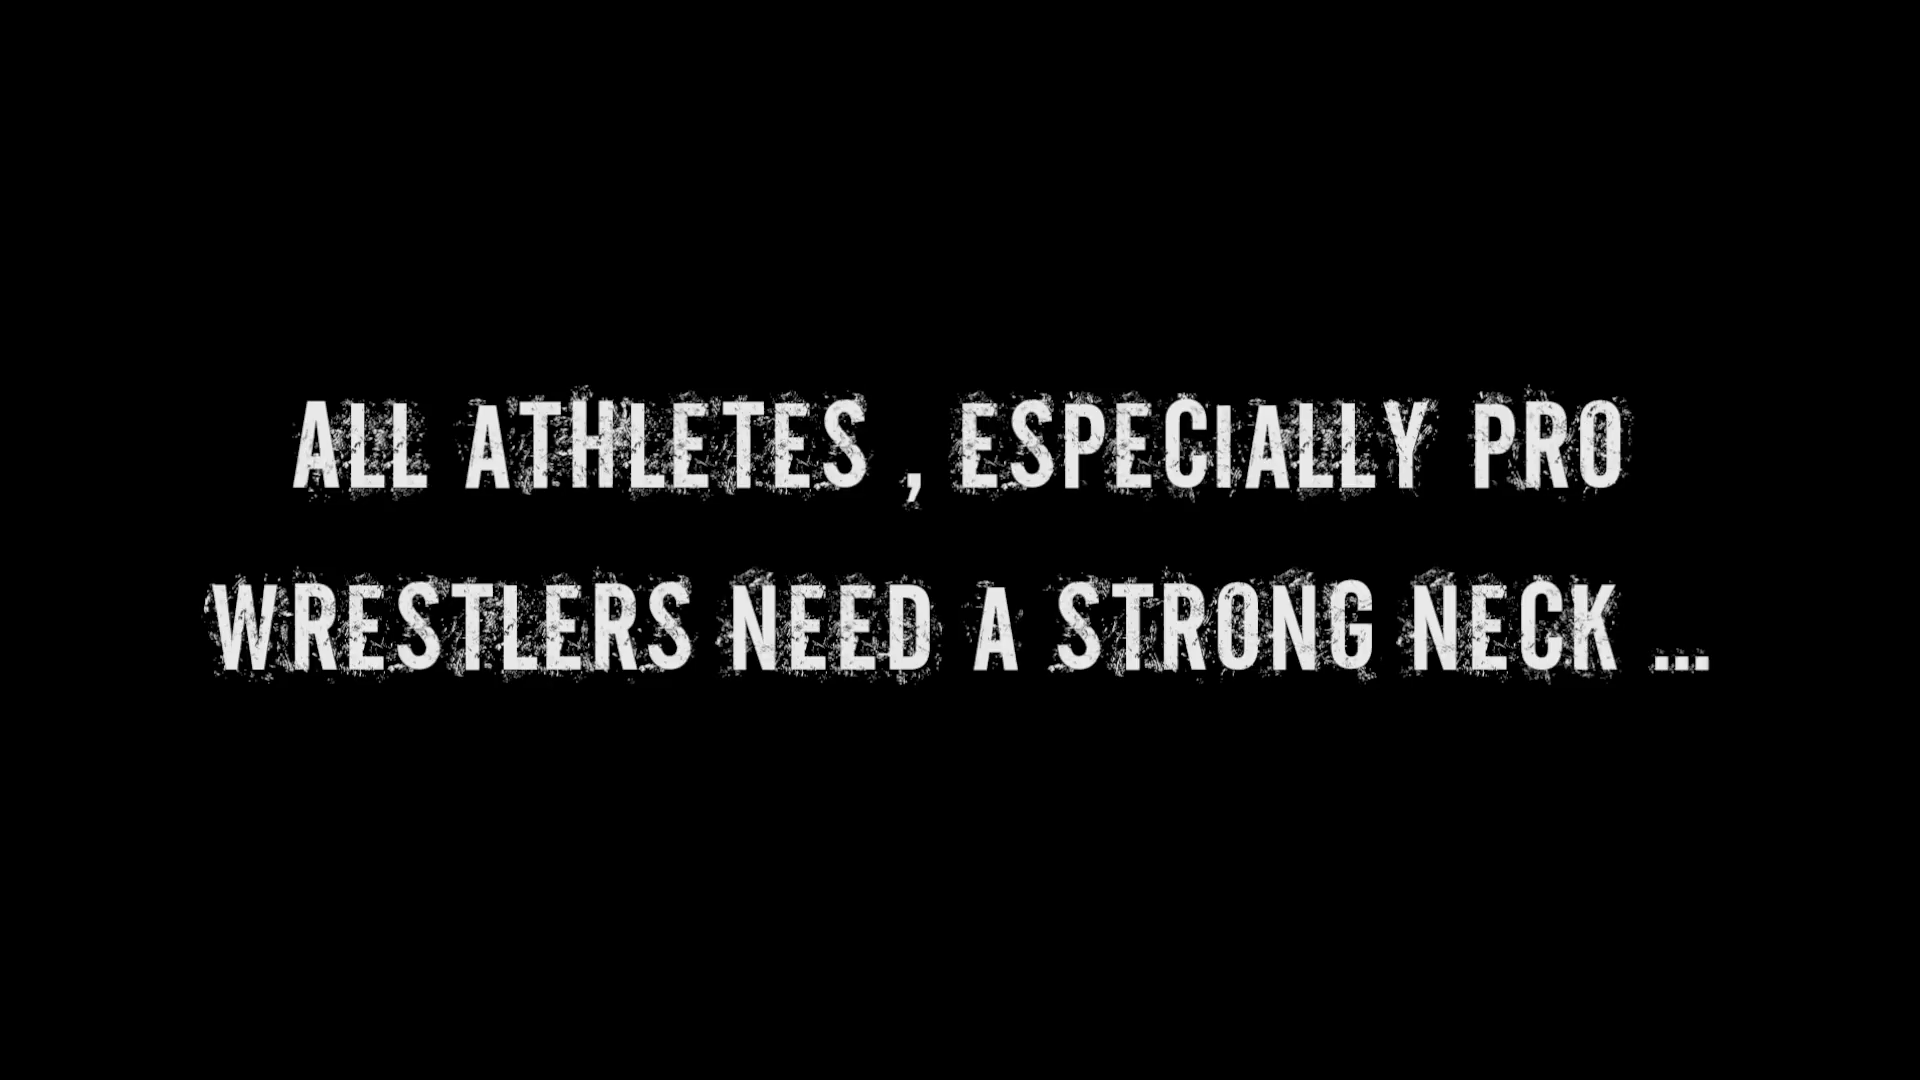 ALL ATHLETES , ESPECIALLY PRO
WRESTLERS NEED A STRONG NECK ...